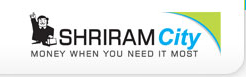 SHRIRAM City
MONEY WHEN YOU NEED IT MOST